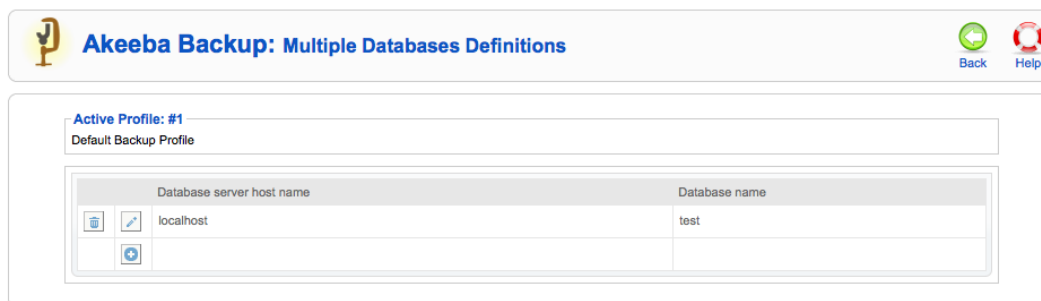 Akeeba Backup: Multiple Databases Definitions
Back
Help
Active Profile: #1
Default Backup Profile
Database server host name Database name
localhost test